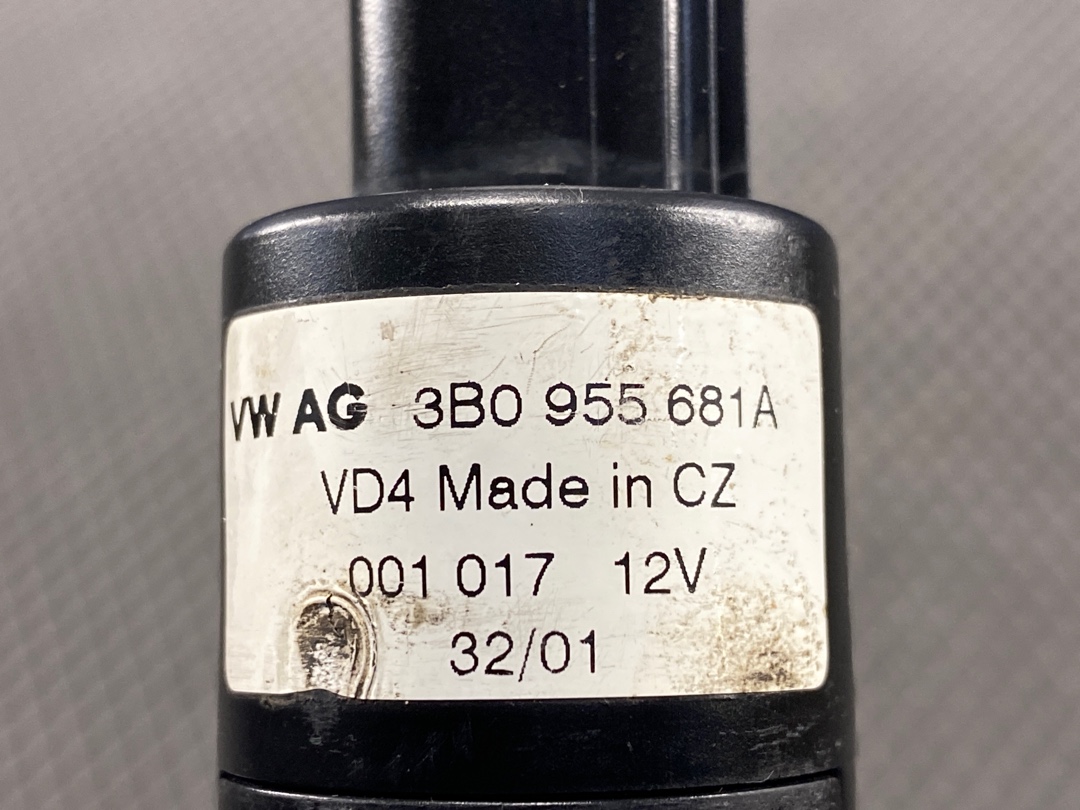 VW AG 3B0 955 681A
VD4 Made in CZ
001 017 12V
32/01